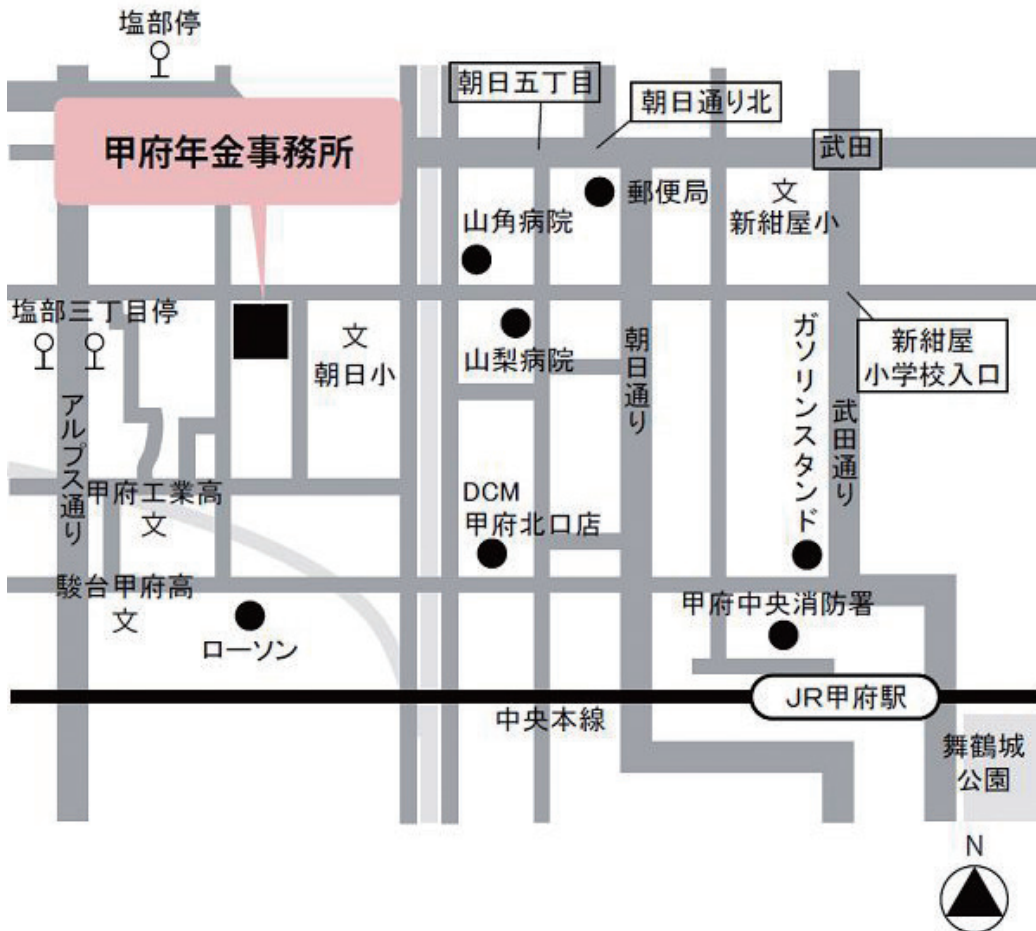 塩部停
朝日五丁目
朝日通り北
甲府年金事務所
武田
郵便局
文
新紺屋小
山角病院
塩部三丁目停
文
朝日小
山梨病院
朝日通り
ガソリンスタンド
新紺屋
小学校入口
アルプス通り
武田通り
甲府工業高
文
DCM
甲府北口店
駿台甲府高
文
ローソン
甲府中央消防署
JR甲府駅
中央本線
舞鶴城
公園
N